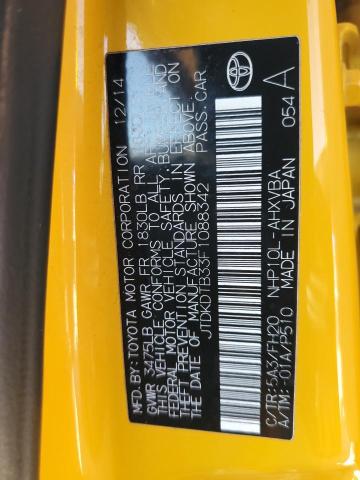 MFD. BY: TOYOTA MOTOR CORPORATION 12/14
GVWR 3475LB GAWR FR 1830LB RR
THIS VEHICLE CONFORMS TO ALL
FEDERAL MOTOR VEHICLE SAFETY, BUMPER, AND
THEFT PREVENTION STANDARDS IN EFFECT ON
THE DATE OF MANUFACTURE SHOWN ABOVE.
JTDKDTB33F1088342 PASS. CAR
C/TR:5A3/FH20 NHP10L-AHXVBA
A/TM:-01A/P510 MADE IN JAPAN 054 A
TOYOTA